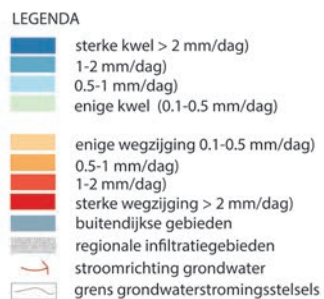 LEGENDA
sterke kwel > 2 mm/dag)
1-2 mm/dag)
0.5-1 mm/dag)
enige kwel (0.1-0.5 mm/dag)
enige wegzijging 0.1-0.5 mm/dag)
0.5-1 mm/dag)
1-2 mm/dag)
sterke wegzijging > 2 mm/dag)
buitendijkse gebieden
regionale infiltratiegebieden
stroomrichting grondwater
grens grondwaterstromingsstelsels